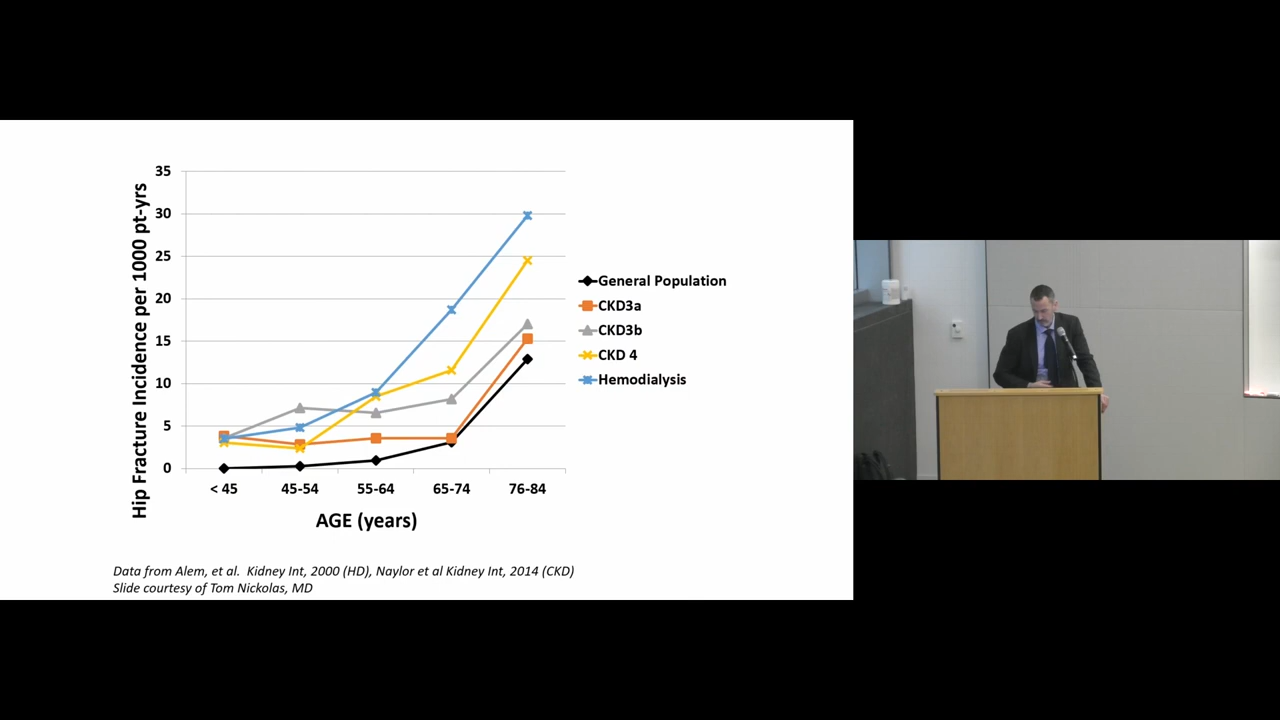 Hip Fracture Incidence per 1000 pt-yrs
35
30
25
20
15
10
5
0
< 45
45-54
55-64
65-74
76-84
AGE (years)
General Population
CKD3a
CKD3b
CKD 4
Hemodialysis
Data from Alem, et al.  Kidney Int, 2000 (HD), Naylor et al Kidney Int, 2014 (CKD)
Slide courtesy of Tom Nickolas, MD